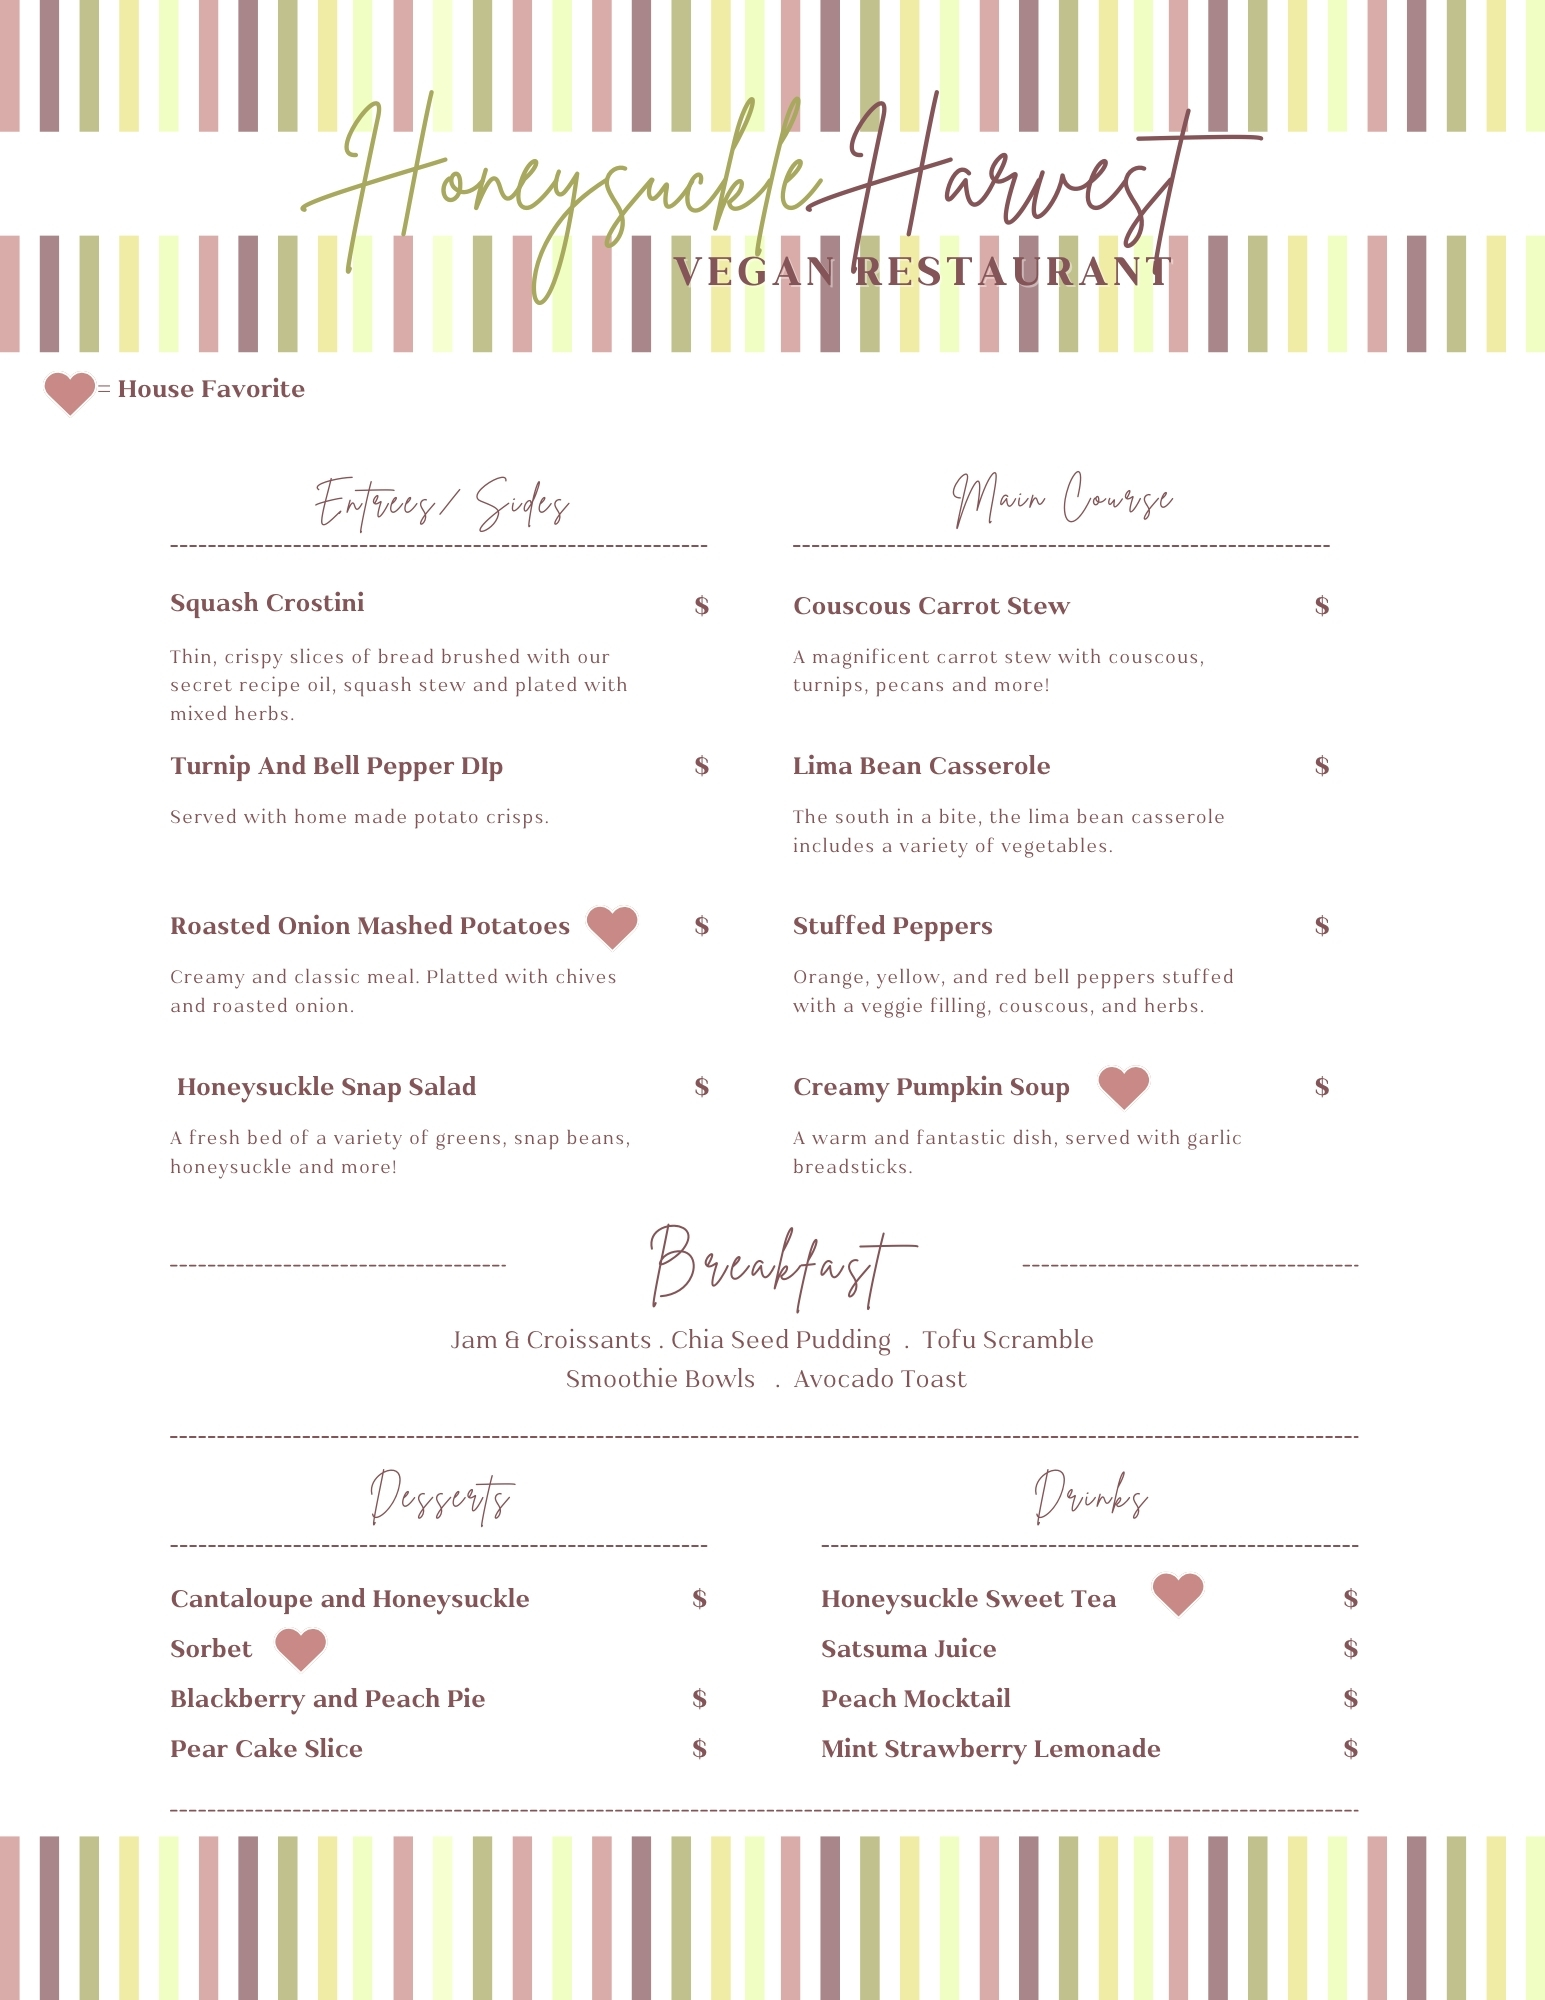 Honeysuckle Harvest
VEGAN RESTAURANT
= House Favorite
Entrees/ Sides
Squash Crostini $
Thin, crispy slices of bread brushed with our
secret recipe oil, squash stew and plated with
mixed herbs.
Turnip And Bell Pepper DIp $
Served with home made potato crisps.
Roasted Onion Mashed Potatoes $
Creamy and classic meal. Platted with chives
and roasted onion.
Honeysuckle Snap Salad $
A fresh bed of a variety of greens, snap beans,
honeysuckle and more!
Main Course
Couscous Carrot Stew $
A magnificent carrot stew with couscous,
turnips, pecans and more!
Lima Bean Casserole $
The south in a bite, the lima bean casserole
includes a variety of vegetables.
Stuffed Peppers $
Orange, yellow, and red bell peppers stuffed
with a veggie filling, couscous, and herbs.
Creamy Pumpkin Soup $
A warm and fantastic dish, served with garlic
breadsticks.
Breakfast
Jam & Croissants . Chia Seed Pudding . Tofu Scramble
Smoothie Bowls . Avocado Toast
Desserts
Cantaloupe and Honeysuckle $
Sorbet
Blackberry and Peach Pie $
Pear Cake Slice $
Drinks
Honeysuckle Sweet Tea $
Satsuma Juice $
Peach Mocktail $
Mint Strawberry Lemonade $